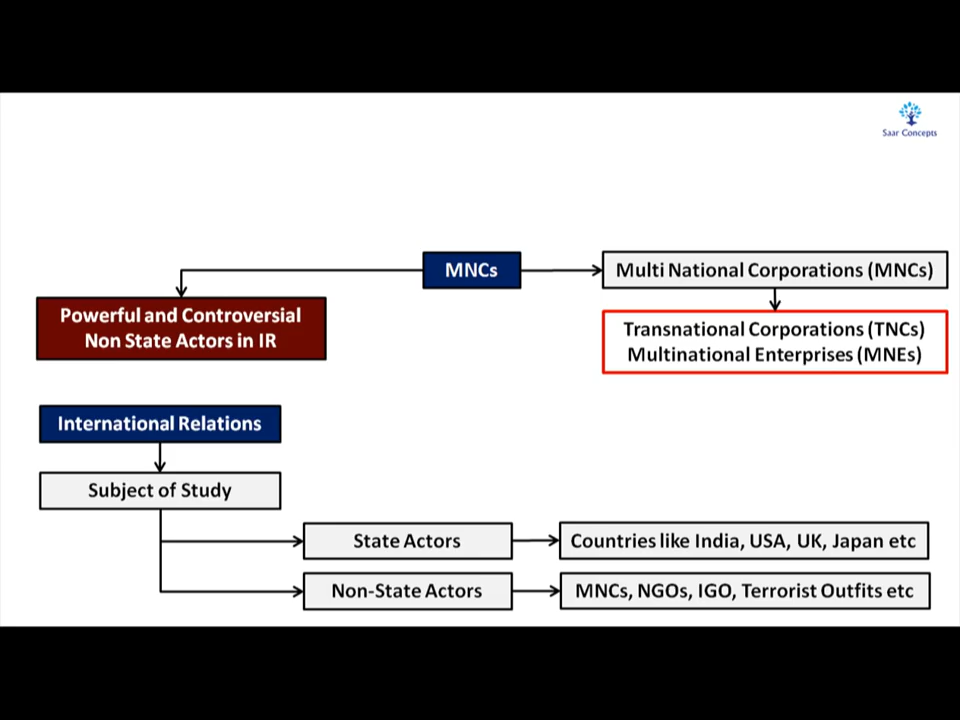 Saar Concepts
MNCs
Multi National Corporations (MNCs)
Powerful and Controversial
Non State Actors in IR
Transnational Corporations (TNCs)
Multinational Enterprises (MNEs)
International Relations
Subject of Study
State Actors
Countries like India, USA, UK, Japan etc
Non-State Actors
MNCs, NGOs, IGO, Terrorist Outfits etc